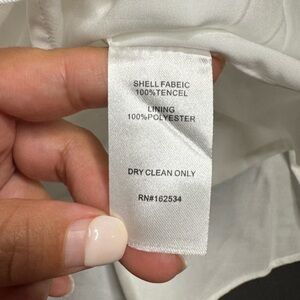 SHELL FABEIC
100%TENCEL
LINING
100%POLYESTER
DRY CLEAN ONLY
RN#162534